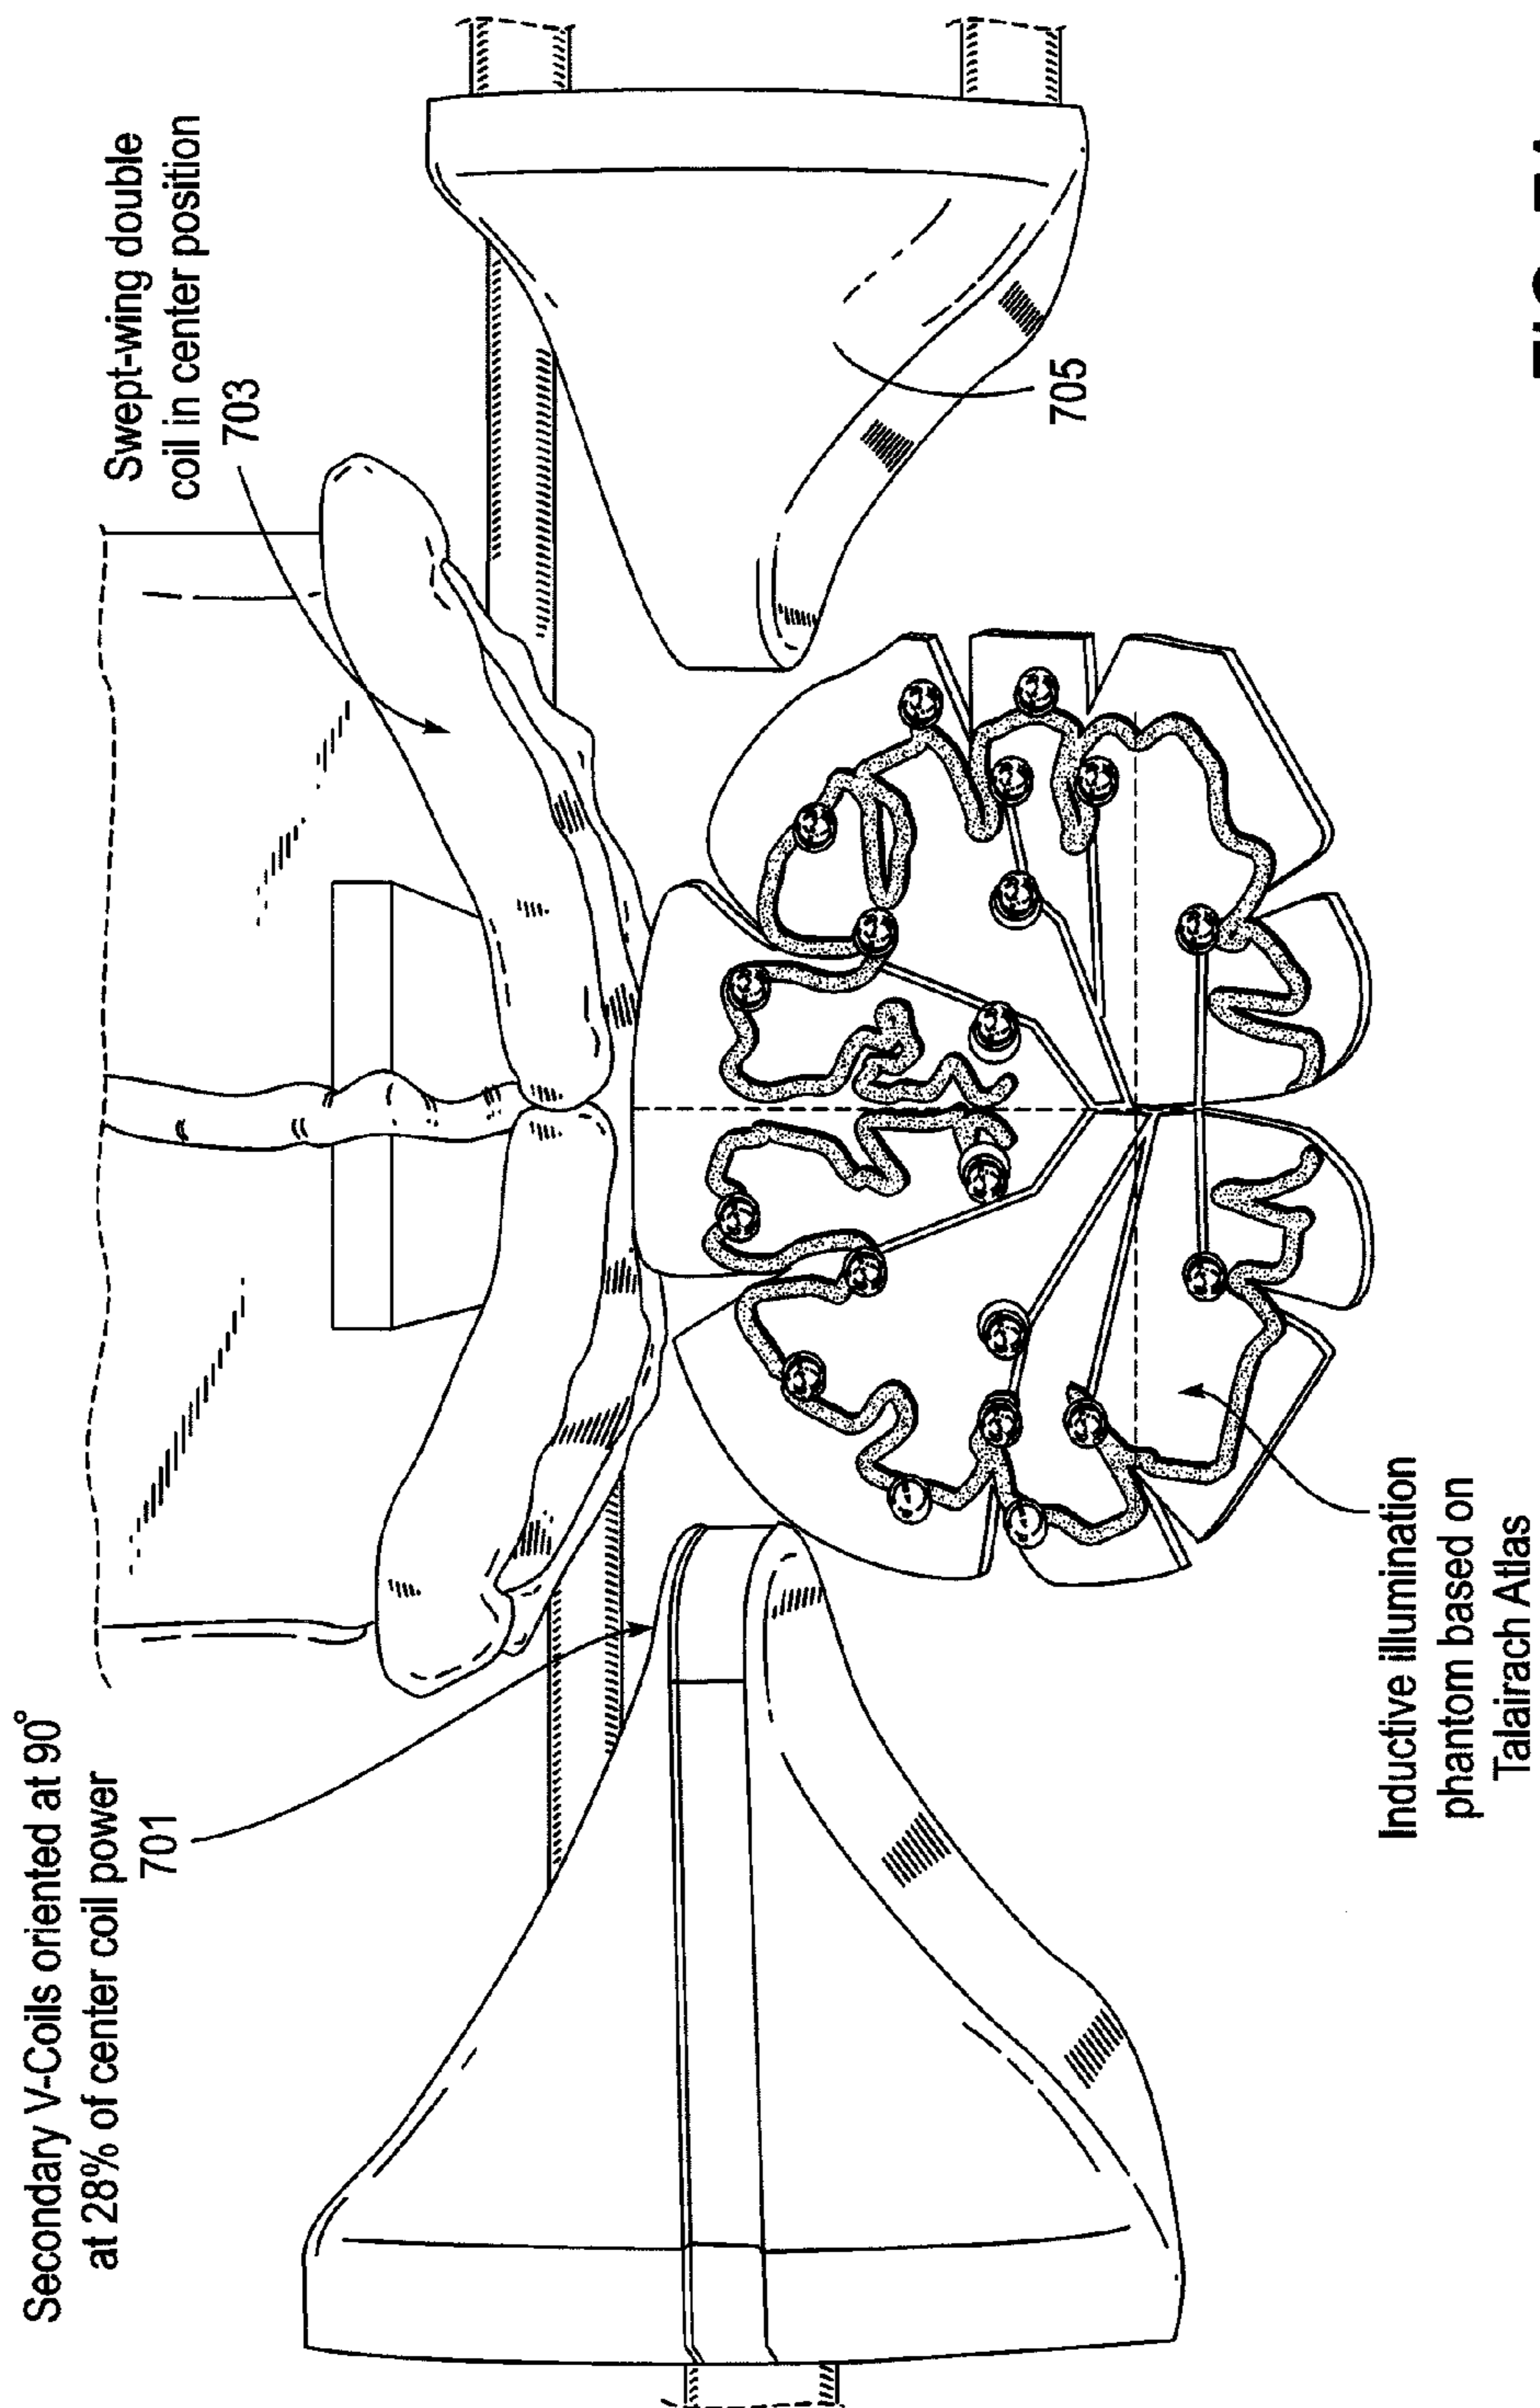 Secondary V-Coils oriented at 90°
at 28% of center coil power
701
Swept-wing double
coil in center position
703
705
Inductive illumination
phantom based on
Talairach Atlas